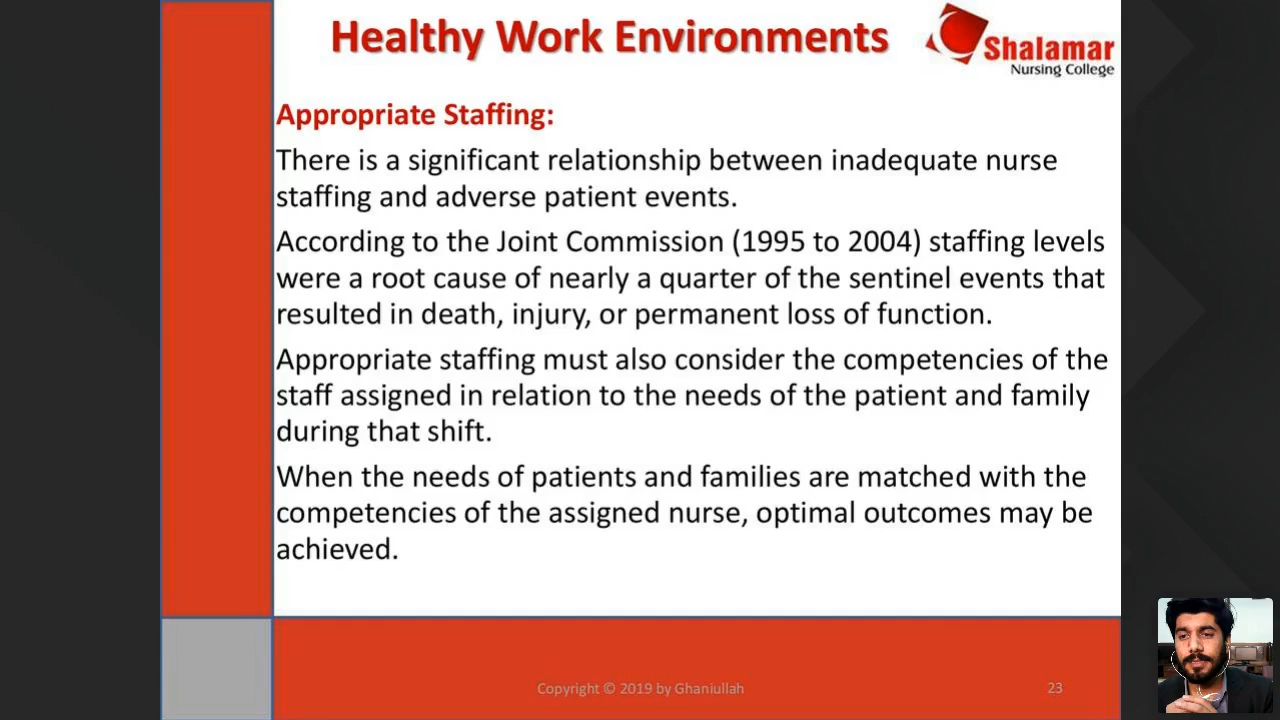 Healthy Work Environments
Shalamar
Nursing College
Appropriate Staffing:
There is a significant relationship between inadequate nurse
staffing and adverse patient events.
According to the Joint Commission (1995 to 2004) staffing levels
were a root cause of nearly a quarter of the sentinel events that
resulted in death, injury, or permanent loss of function.
Appropriate staffing must also consider the competencies of the
staff assigned in relation to the needs of the patient and family
during that shift.
When the needs of patients and families are matched with the
competencies of the assigned nurse, optimal outcomes may be
achieved.
Copyright © 2019 by Ghaniullah
23